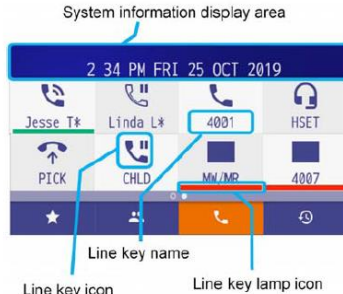 System information display area
2 34 PM FRI 25 OCT 2019
Jesse T* Linda L* 4001 HSET
PICK CHLD MW/MR 4007
Line key name
Line key icon Line key lamp icon